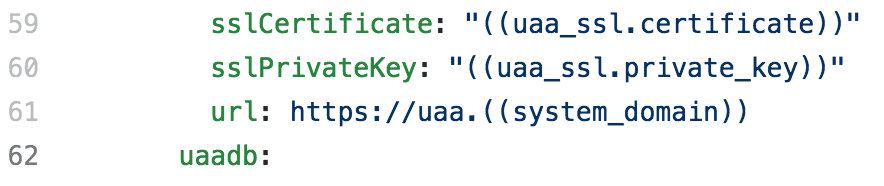 59 sslCertificate: "((uaa_ssl.certificate))"
60 sslPrivateKey: "((uaa_ssl.private_key))"
61 url: https://uaa.((system_domain))
62 uaadb: